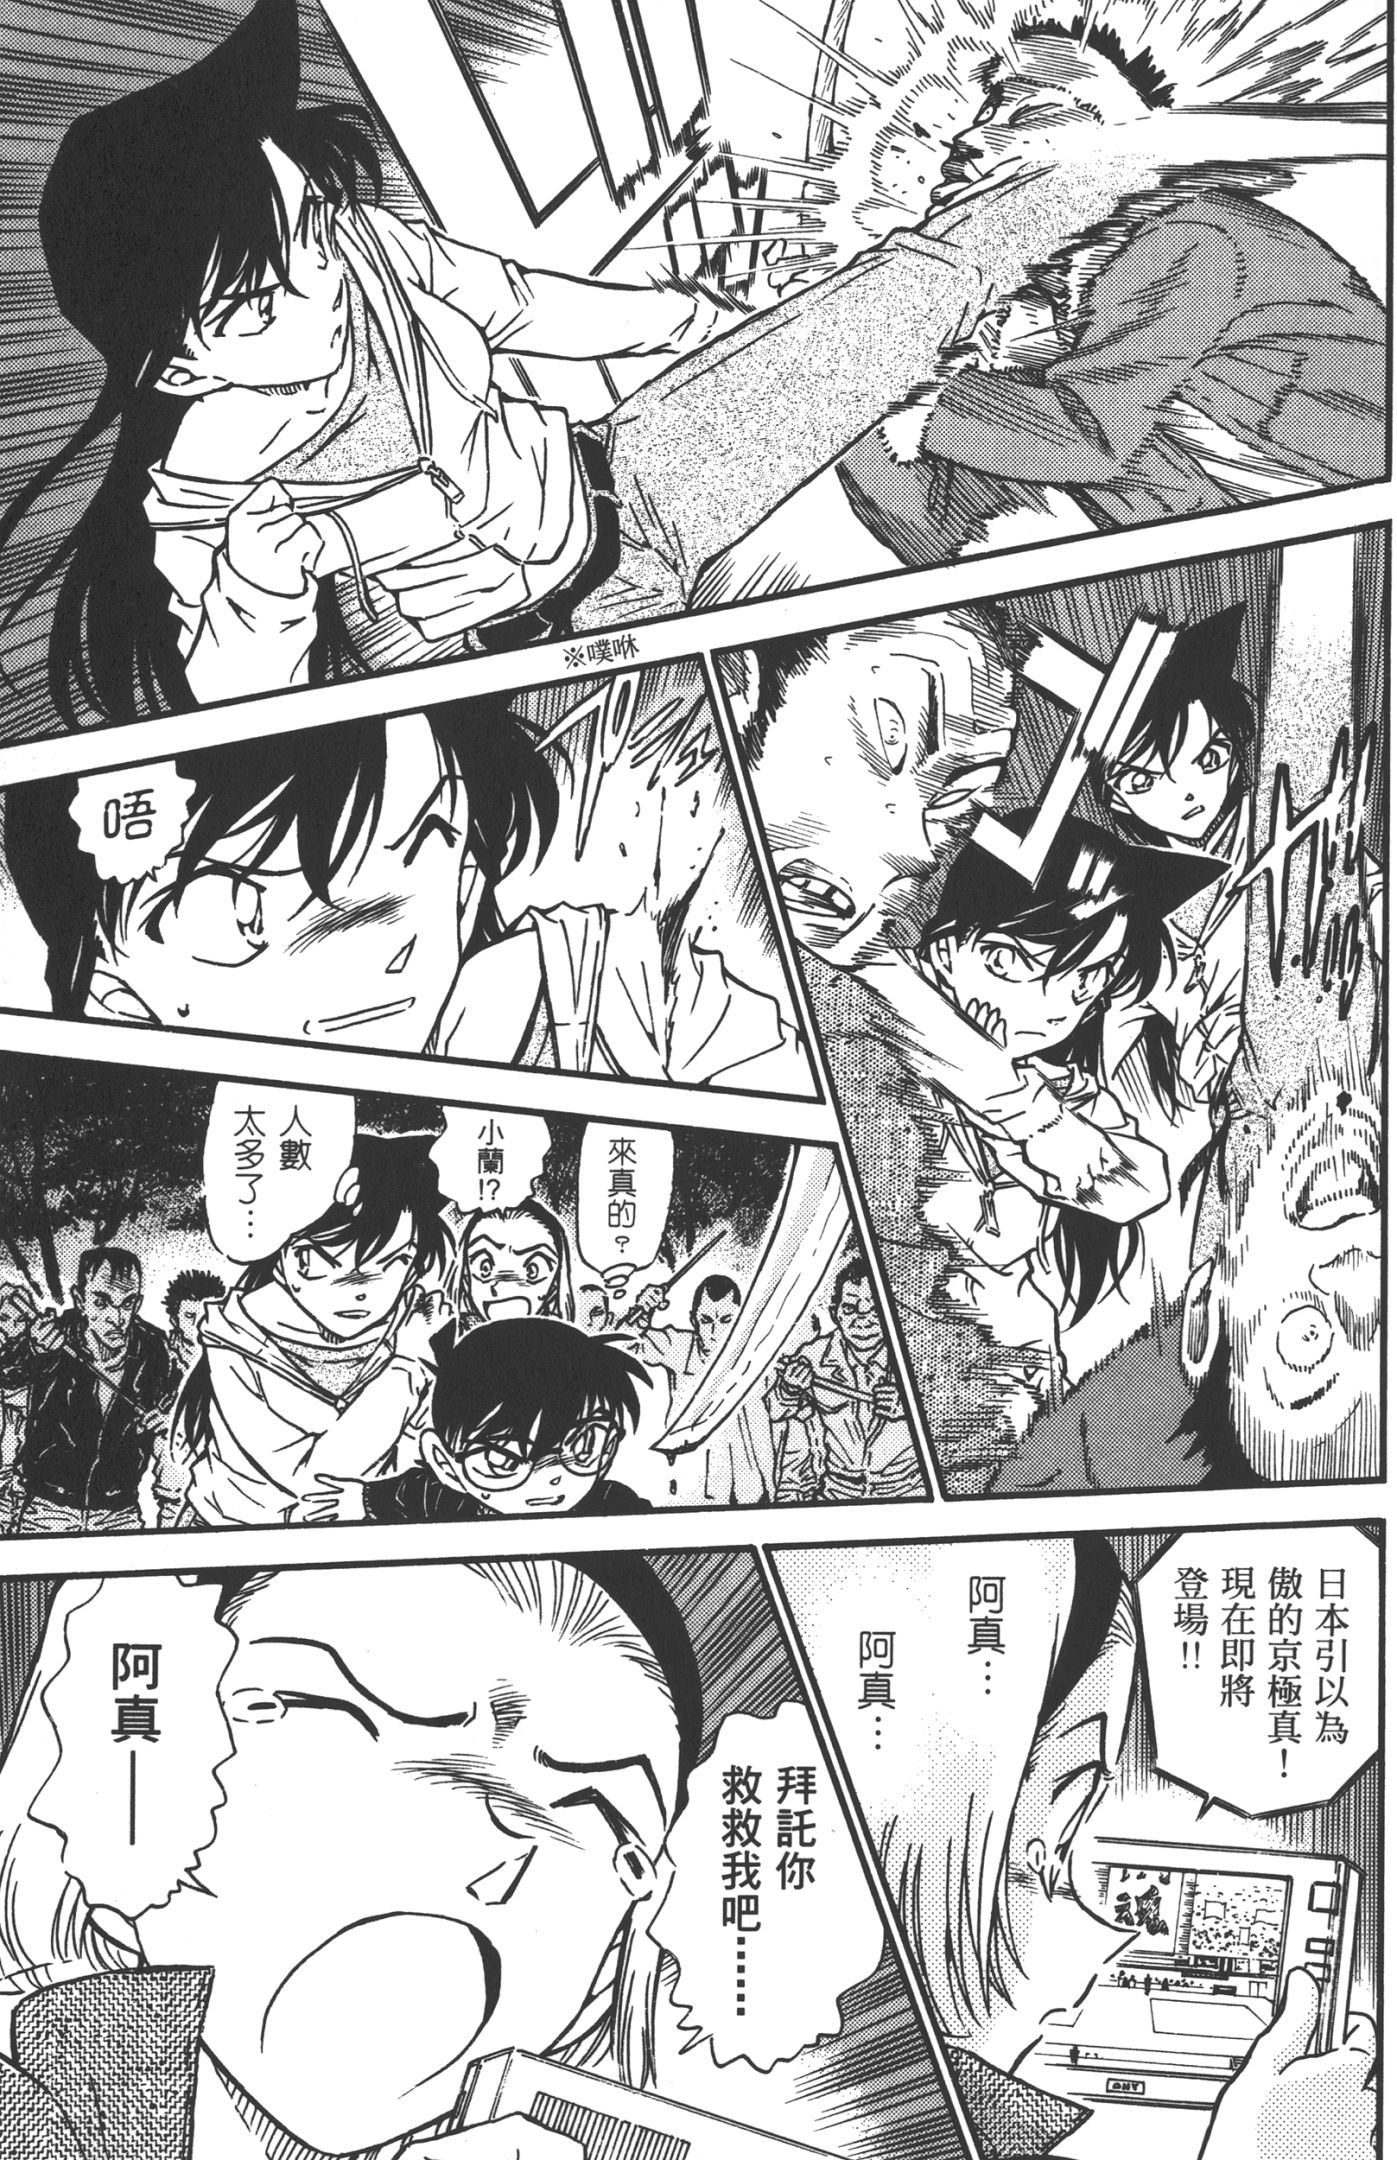 ※噗咻
唔
來真的?
小蘭!?
人數
太多了…
日本引以為
傲的京極真!
現在即將
登場!!
阿真…
阿真…
魂
拜託你
救救我吧……
阿真——